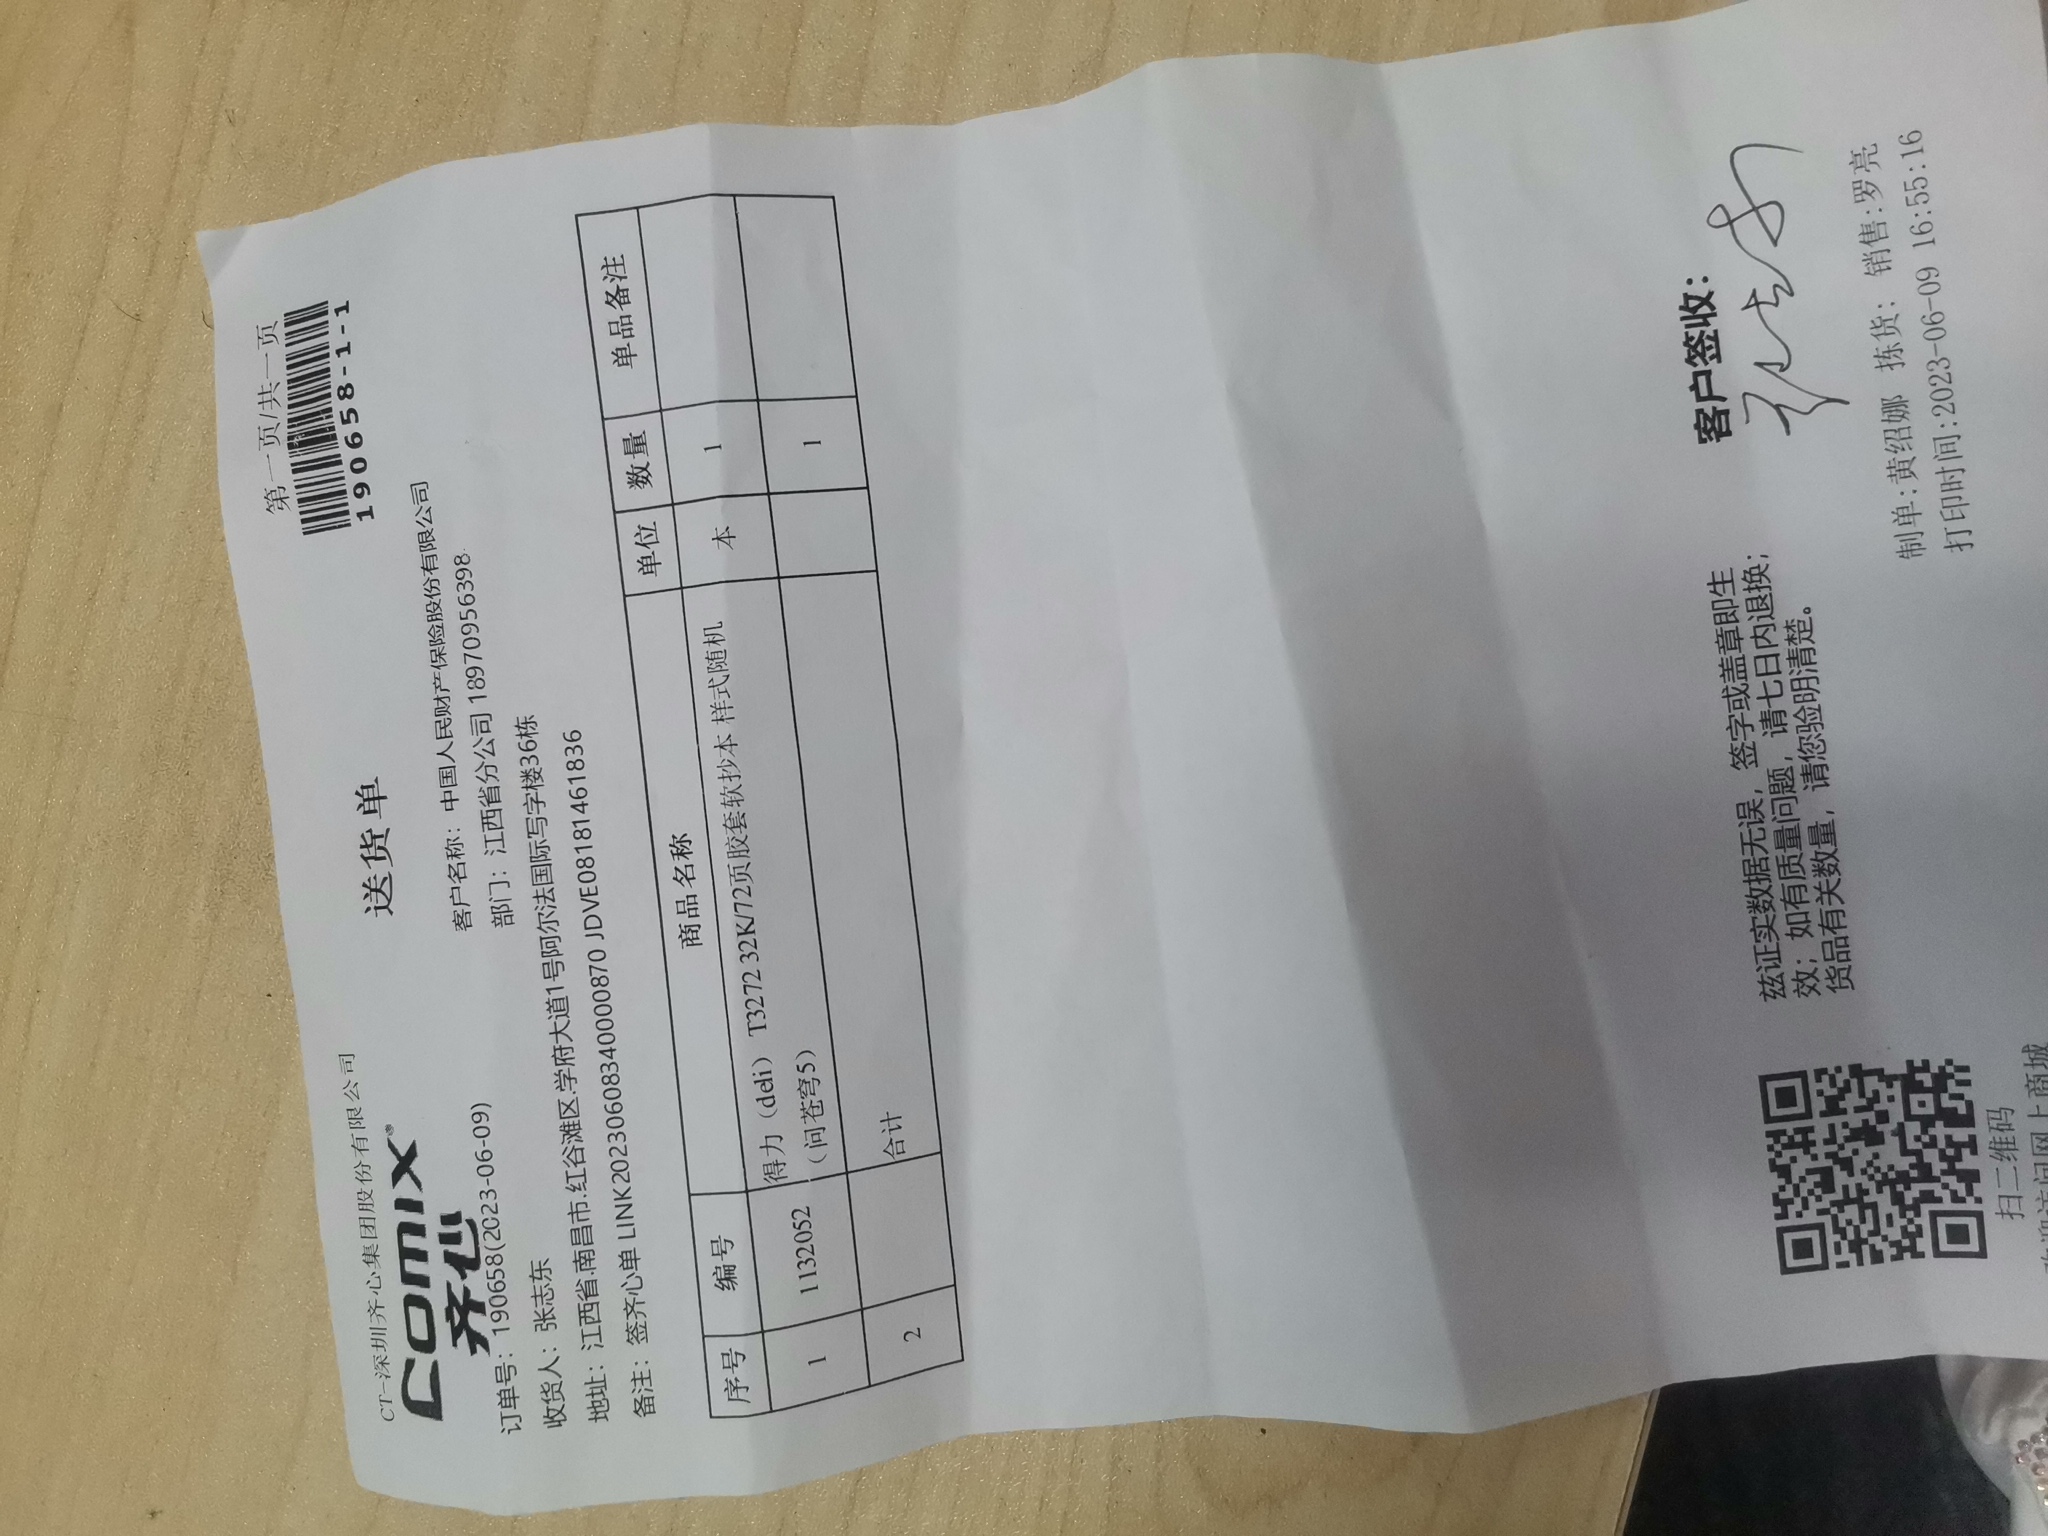 第一页/共一页
CT-深圳齐心集团股份有限公司
comix®
齐心
送货单
190658-1-1
订单号：190658(2023-06-09)
客户名称：中国人民财产保险股份有限公司
收货人：张志东
部门：江西省分公司 18970956398
地址：江西省.南昌市.红谷滩区.学府大道1号阿尔法国际写字楼36栋
备注：签齐心单 LINK20230608340000870 JDVE08181461836
序号 编号 商品名称 单位 数量 单品备注
1 1132052 得力（deli） T3272 32K/72页胶套软抄本 样式随机（问苍穹5） 本 1
2 合计 1
兹证实数据无误，签字或盖章即生
效；如有质量问题，请七日内退换；
货品有关数量，请您验明清楚。
客户签收：
制单:黄绍娜 拣货: 销售:罗亮
打印时间:2023-06-09 16:55:16
扫二维码